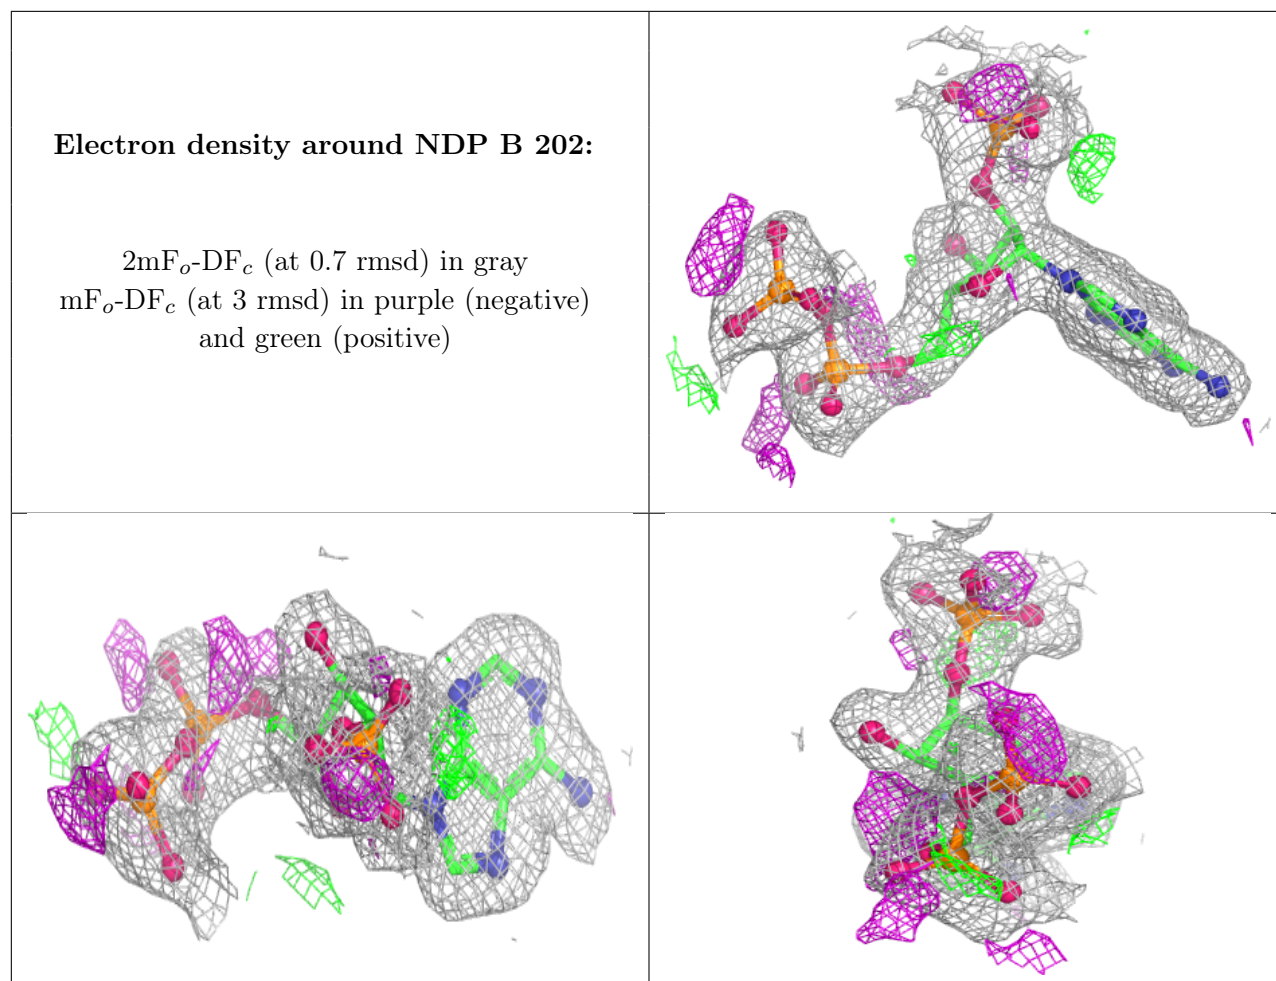 Electron density around NDP B 202:
2mFo-DFc (at 0.7 rmsd) in gray
mFo-DFc (at 3 rmsd) in purple (negative)
and green (positive)